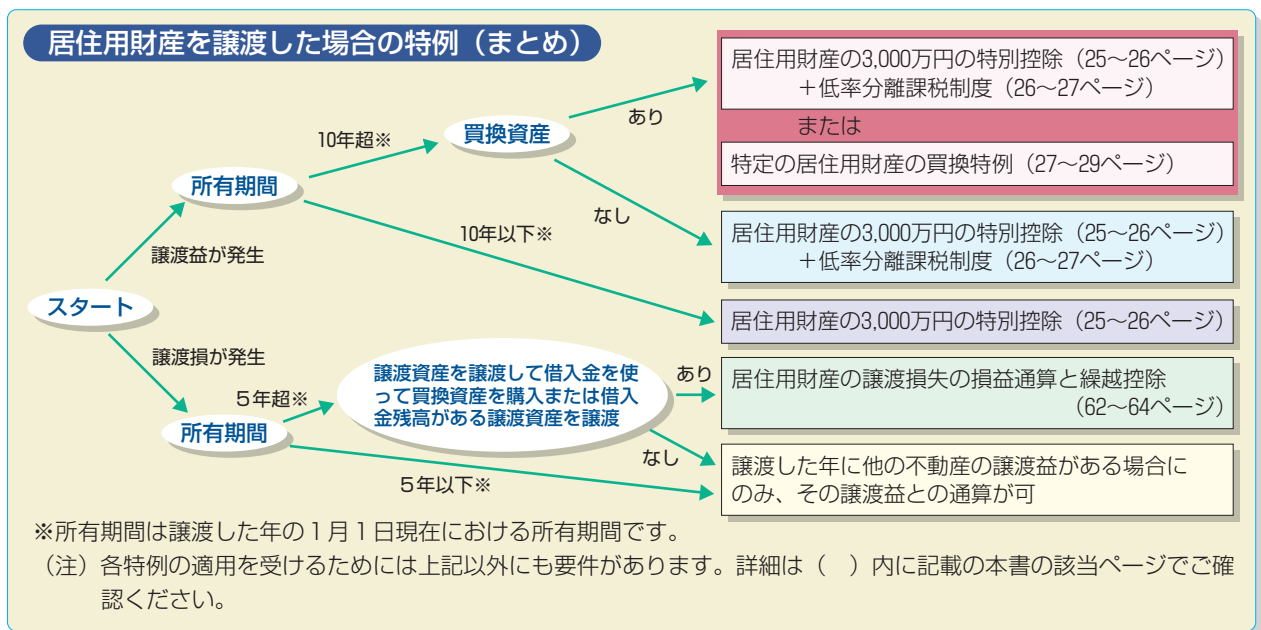 居住用財産を譲渡した場合の特例（まとめ）
スタート
譲渡益が発生
所有期間
10年超※
買換資産
あり
居住用財産の3,000万円の特別控除（25～26ページ）
＋低率分離課税制度（26～27ページ）
または
特定の居住用財産の買換特例（27～29ページ）
なし
居住用財産の3,000万円の特別控除（25～26ページ）
＋低率分離課税制度（26～27ページ）
10年以下※
居住用財産の3,000万円の特別控除（25～26ページ）
譲渡損が発生
所有期間
５年超※
譲渡資産を譲渡して借入金を使
って買換資産を購入または借入
金残高がある譲渡資産を譲渡
あり
居住用財産の譲渡損失の損益通算と繰越控除
（62～64ページ）
なし
５年以下※
譲渡した年に他の不動産の譲渡益がある場合に
のみ、その譲渡益との通算が可
※所有期間は譲渡した年の１月１日現在における所有期間です。
（注）各特例の適用を受けるためには上記以外にも要件があります。詳細は（　）内に記載の本書の該当ページでご確
認ください。